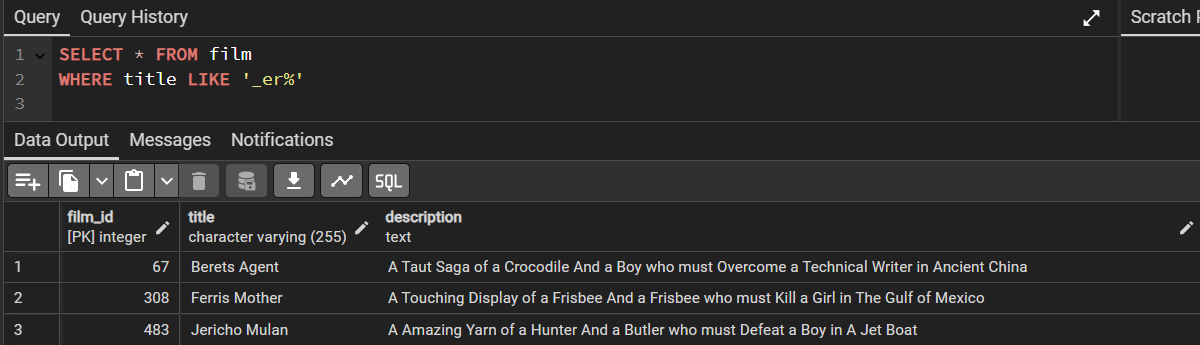 Query Query History
Scratch
1 SELECT * FROM film
2 WHERE title LIKE '_er%'
3
Data Output Messages Notifications
SQL
film_id title description
[PK] integer character varying (255) text
1 67 Berets Agent A Taut Saga of a Crocodile And a Boy who must Overcome a Technical Writer in Ancient China
2 308 Ferris Mother A Touching Display of a Frisbee And a Frisbee who must Kill a Girl in The Gulf of Mexico
3 483 Jericho Mulan A Amazing Yarn of a Hunter And a Butler who must Defeat a Boy in A Jet Boat